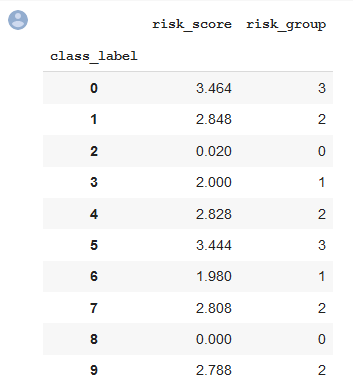 risk_score risk_group
class_label
0 3.464 3
1 2.848 2
2 0.020 0
3 2.000 1
4 2.828 2
5 3.444 3
6 1.980 1
7 2.808 2
8 0.000 0
9 2.788 2